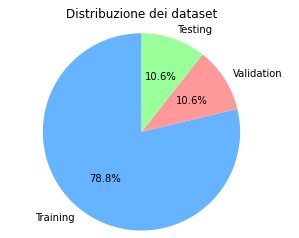 Distribuzione dei dataset
Testing
10.6%
Validation
10.6%
78.8%
Training